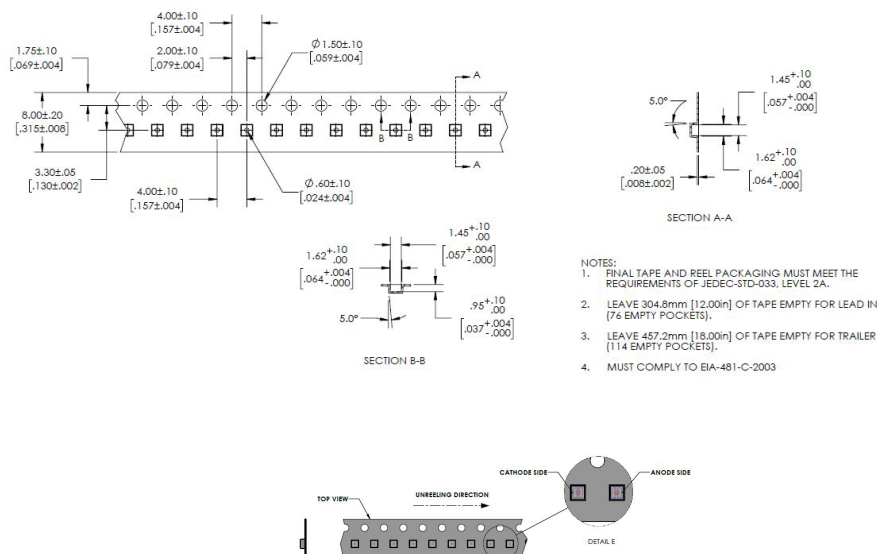 4.00±.10
[.157±.004]
1.75±.10
[.069±.004]
2.00±.10
[.079±.004]
Ø1.50±.10
[.059±.004]
A
8.00±.20
[.315±.008]
B
B
A
3.30±.05
[.130±.002]
4.00±.10
[.157±.004]
Ø.60±.10
[.024±.004]
5.0°
1.45+.10 .00
[.057+.004 -.000]
.20±.05
[.008±.002]
1.62+.10 .00
[.064+.004 -.000]
SECTION A-A
1.45+.10 .00
[.057+.004 -.000]
1.62+.10 .00
[.064+.004 -.000]
.95+.10 .00
[.037+.004 -.000]
5.0°
SECTION B-B
NOTES:
1. FINAL TAPE AND REEL PACKAGING MUST MEET THE
REQUIREMENTS OF JEDEC-STD-033, LEVEL 2A.
2. LEAVE 304.8mm [12.00in] OF TAPE EMPTY FOR LEAD IN
(76 EMPTY POCKETS).
3. LEAVE 457.2mm [18.00in] OF TAPE EMPTY FOR TRAILER
(114 EMPTY POCKETS).
4. MUST COMPLY TO EIA-481-C-2003
CATHODE SIDE
ANODE SIDE
TOP VIEW
UNREELING DIRECTION
DETAIL E